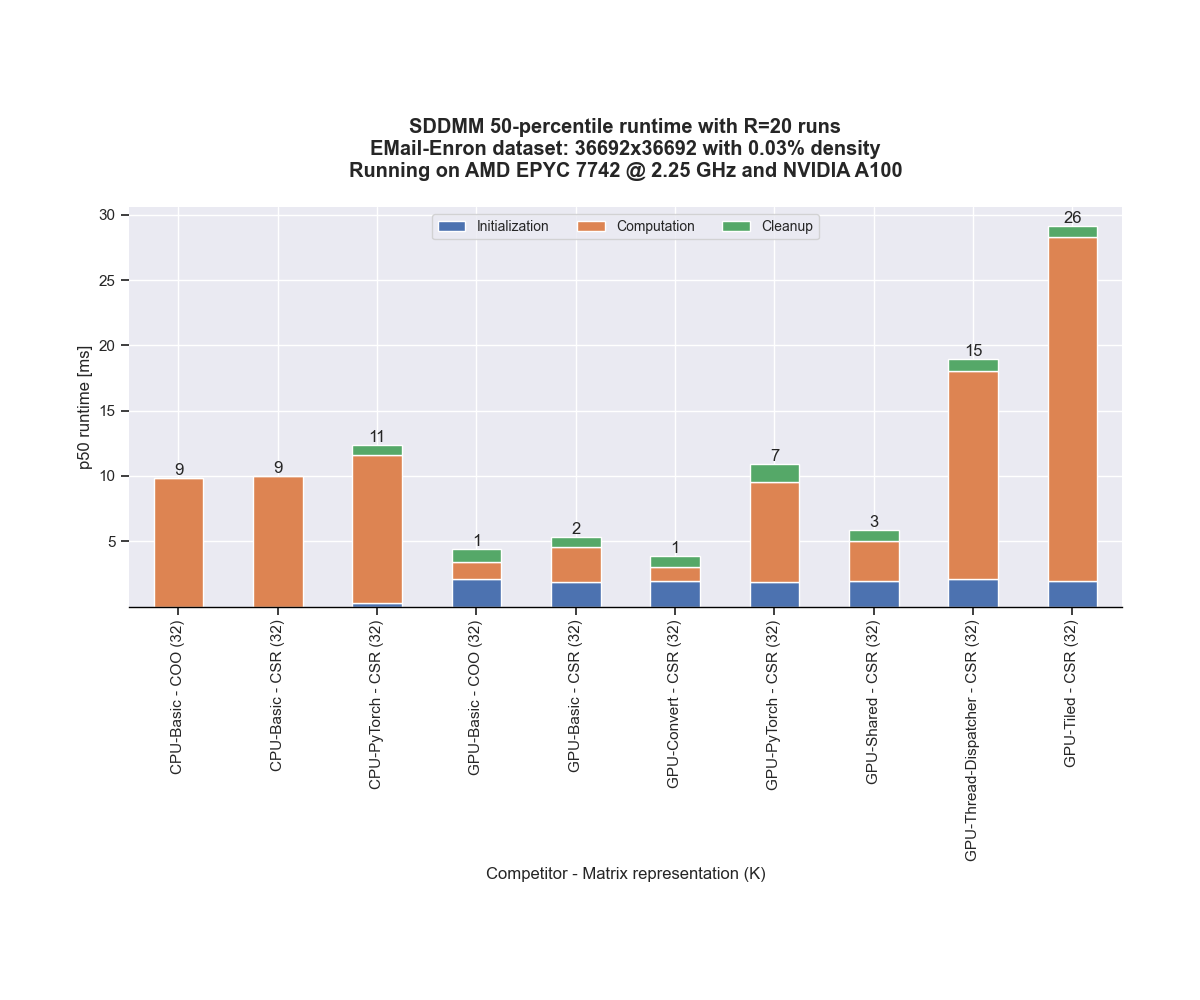 SDDMM 50-percentile runtime with R=20 runs
EMail-Enron dataset: 36692x36692 with 0.03% density
Running on AMD EPYC 7742 @ 2.25 GHz and NVIDIA A100
Initialization
Computation
Cleanup
p50 runtime [ms]
30
25
20
15
10
5
9
9
11
1
2
1
7
3
15
26
CPU-Basic - COO (32)
CPU-Basic - CSR (32)
CPU-PyTorch - CSR (32)
GPU-Basic - COO (32)
GPU-Basic - CSR (32)
GPU-Convert - CSR (32)
GPU-PyTorch - CSR (32)
GPU-Shared - CSR (32)
GPU-Thread-Dispatcher - CSR (32)
GPU-Tiled - CSR (32)
Competitor - Matrix representation (K)